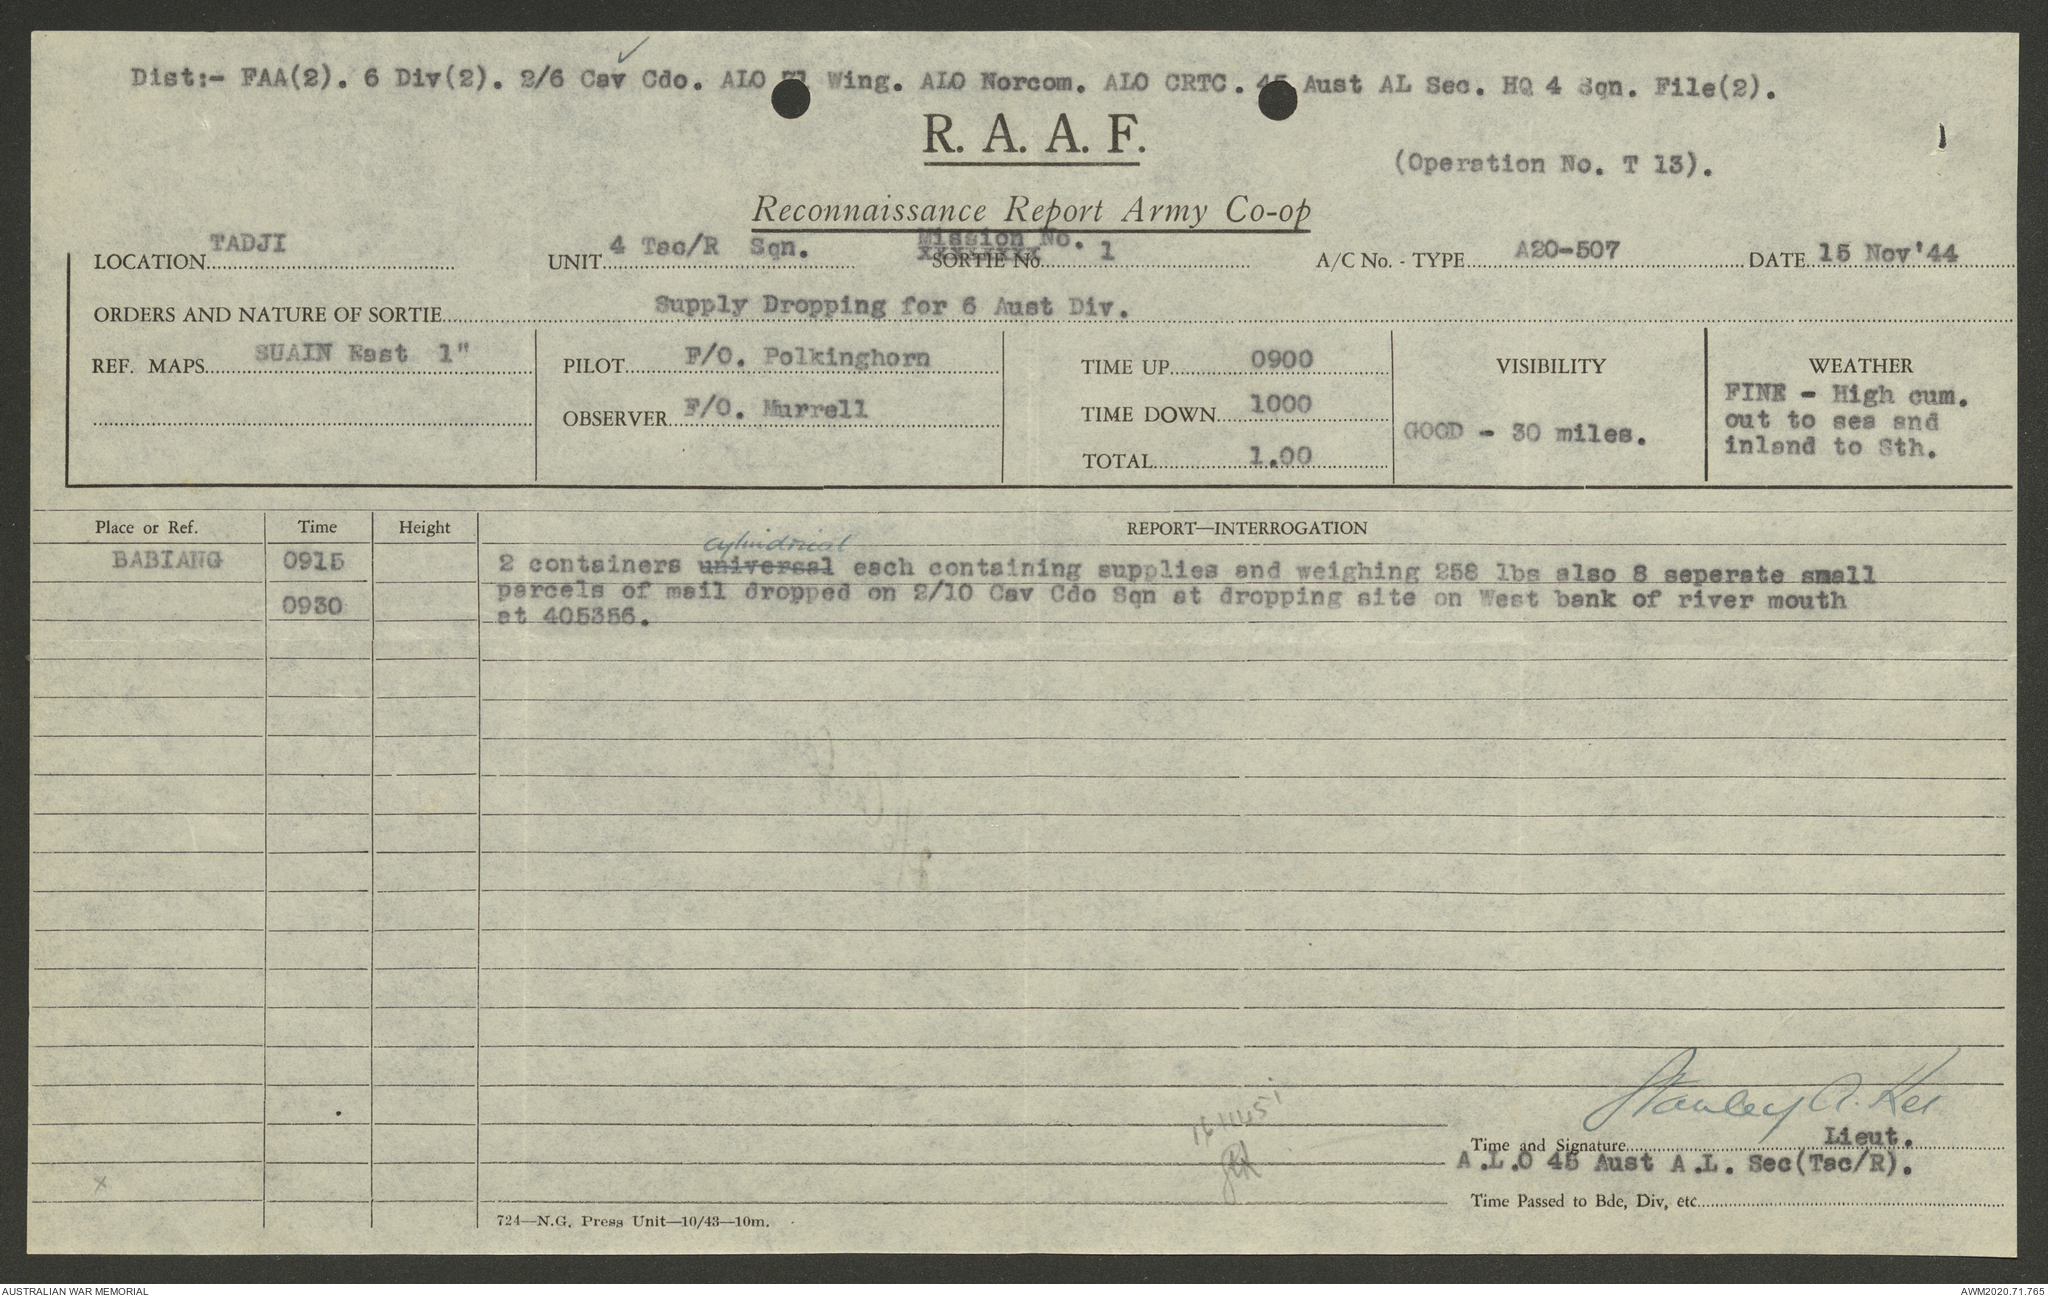 Dist:- FAA(2). 6 Div(2). 2/6 Cav Cdo. ALO 71 Wing. ALO Norcom. ALO CRTC. 45 Aust AL Sec. HQ 4 Sqn. File(2).
R. A. A. F.
(Operation No. T 13).
Reconnaissance Report Army Co-op
LOCATION TADJI UNIT 4 Tac/R Sqn. Mission No. SORTIE No. 1 A/C No. - TYPE A20-507 DATE 15 Nov'44
ORDERS AND NATURE OF SORTIE Supply Dropping for 6 Aust Div.
REF. MAPS SUAIN East 1" PILOT F/O. Polkinghorn TIME UP 0900 VISIBILITY WEATHER
OBSERVER F/O. Murrell TIME DOWN 1000 GOOD - 30 miles. FINE - High cum.
out to sea and
inland to Sth.
TOTAL 1.00
Place or Ref. Time Height REPORT—INTERROGATION
cylindrical
BABIANG 0915 2 containers universal each containing supplies and weighing 258 lbs also 8 seperate small
0930 parcels of mail dropped on 2/10 Cav Cdo Sqn at dropping site on West bank of river mouth
at 405356.
Time and Signature Stanley A. Lieut.
A.L.O 45 Aust A.L. Sec(Tac/R).
Time Passed to Bde, Div, etc
724—N.G. Press Unit—10/43—10m.
AUSTRALIAN WAR MEMORIAL
AWM2020.71.765